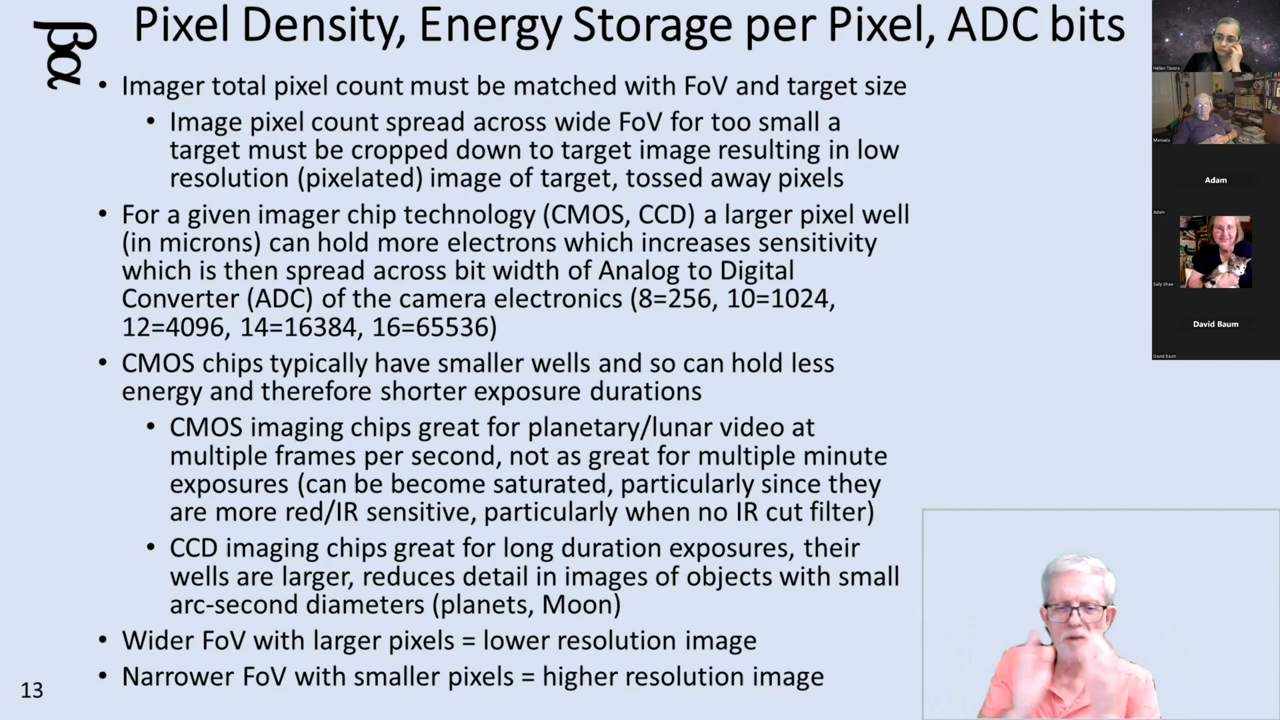 βα
Pixel Density, Energy Storage per Pixel, ADC bits
• Imager total pixel count must be matched with FoV and target size
• Image pixel count spread across wide FoV for too small a
target must be cropped down to target image resulting in low
resolution (pixelated) image of target, tossed away pixels
• For a given imager chip technology (CMOS, CCD) a larger pixel well
(in microns) can hold more electrons which increases sensitivity
which is then spread across bit width of Analog to Digital
Converter (ADC) of the camera electronics (8=256, 10=1024,
12=4096, 14=16384, 16=65536)
• CMOS chips typically have smaller wells and so can hold less
energy and therefore shorter exposure durations
• CMOS imaging chips great for planetary/lunar video at
multiple frames per second, not as great for multiple minute
exposures (can be become saturated, particularly since they
are more red/IR sensitive, particularly when no IR cut filter)
• CCD imaging chips great for long duration exposures, their
wells are larger, reduces detail in images of objects with small
arc-second diameters (planets, Moon)
• Wider FoV with larger pixels = lower resolution image
• Narrower FoV with smaller pixels = higher resolution image
13
Manuela
Adam
Adam
Sally Shaw
David Baum
David Baum